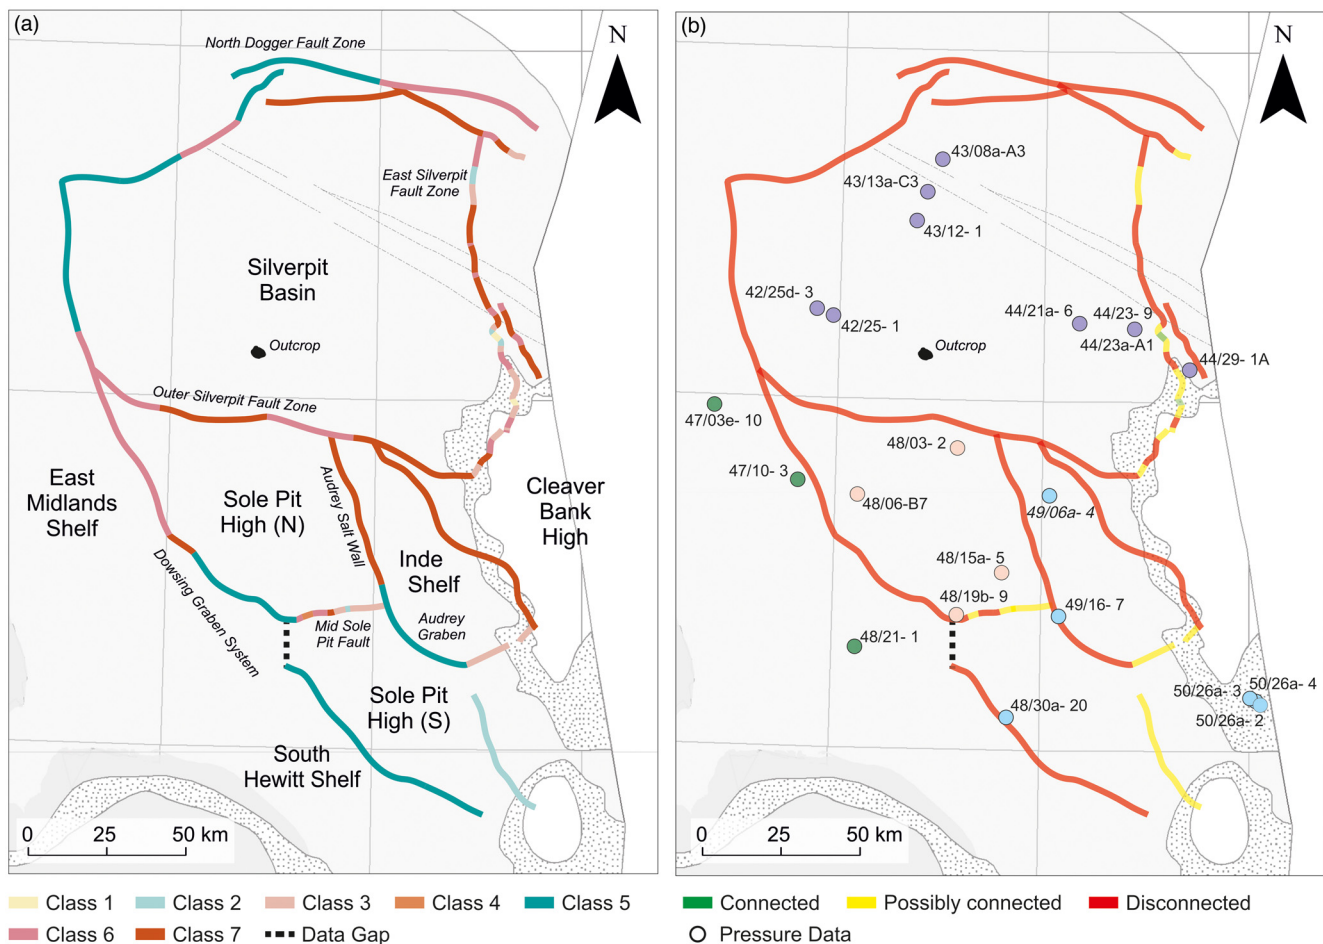 (a)
N
North Dogger Fault Zone
East Silverpit
Fault Zone
Silverpit
Basin
Outcrop
Outer Silverpit Fault Zone
East
Midlands
Shelf
Sole Pit
High (N)
Audrey Salt Wall
Cleaver
Bank
High
Inde
Shelf
Dowsing Graben System
Mid Sole
Pit Fault
Audrey
Graben
Sole Pit
High (S)
South
Hewitt Shelf
0 25 50 km
(b)
N
43/08a-A3
43/13a-C3
43/12- 1
42/25d- 3
42/25- 1
44/21a- 6
44/23- 9
44/23a-A1
Outcrop
44/29- 1A
47/03e- 10
48/03- 2
47/10- 3
48/06-B7
49/06a- 4
48/15a- 5
48/19b- 9
49/16- 7
48/21- 1
50/26a- 3
50/26a- 4
50/26a- 2
48/30a- 20
0 25 50 km
Class 1 Class 2 Class 3 Class 4 Class 5
Class 6 Class 7 Data Gap
Connected Possibly connected Disconnected
Pressure Data